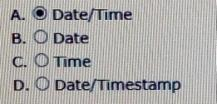 A. Date/Time
B. Date
C. Time
D. Date/Timestamp